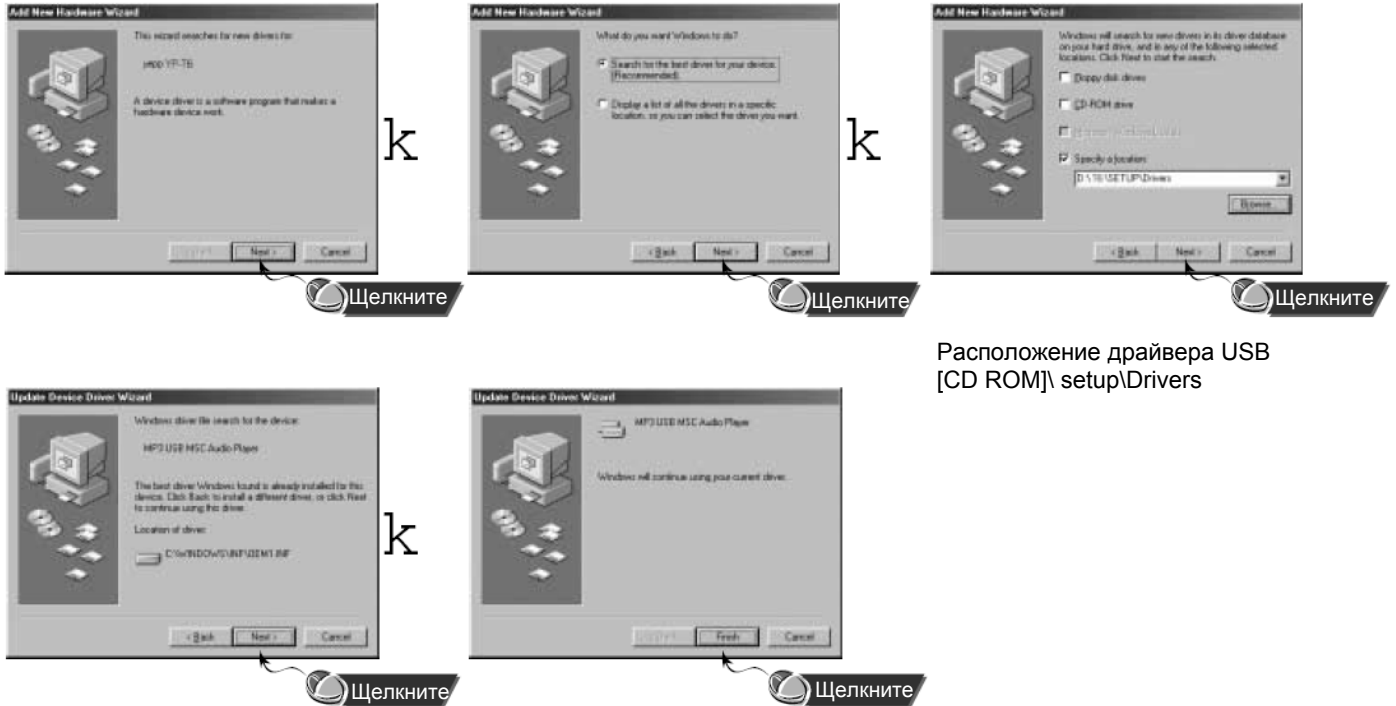 Add New Hardware Wizard
This wizard searches for new drivers for:
yepp YP-T6
A device driver is a software program that makes a
hardware device work.
Next >
Cancel
Щелкните
k
Add New Hardware Wizard
What do you want Windows to do?
Search for the best driver for your device.
(Recommended).
Display a list of all the drivers in a specific
location, so you can select the driver you want.
< Back
Next >
Cancel
Щелкните
k
Add New Hardware Wizard
Windows will search for new drivers in its driver database
on your hard drive, and in any of the following selected
locations. Click Next to start the search.
Floppy disk drives
CD-ROM drive
Specify a location:
D:\T6\SETUP\Drivers
Browse...
< Back
Next >
Cancel
Щелкните
Расположение драйвера USB
[CD ROM]\ setup\Drivers
Update Device Driver Wizard
Windows driver file search for the device:
MP3 USB MSC Audio Player
The best driver Windows found is already installed for this
device. Click Back to install a different driver, or click Next
to continue using this driver.
Location of driver:
C:\WINDOWS\INF\OEM1.INF
< Back
Next >
Cancel
Щелкните
k
Update Device Driver Wizard
MP3 USB MSC Audio Player
Windows will continue using your current driver.
Finish
Cancel
Щелкните